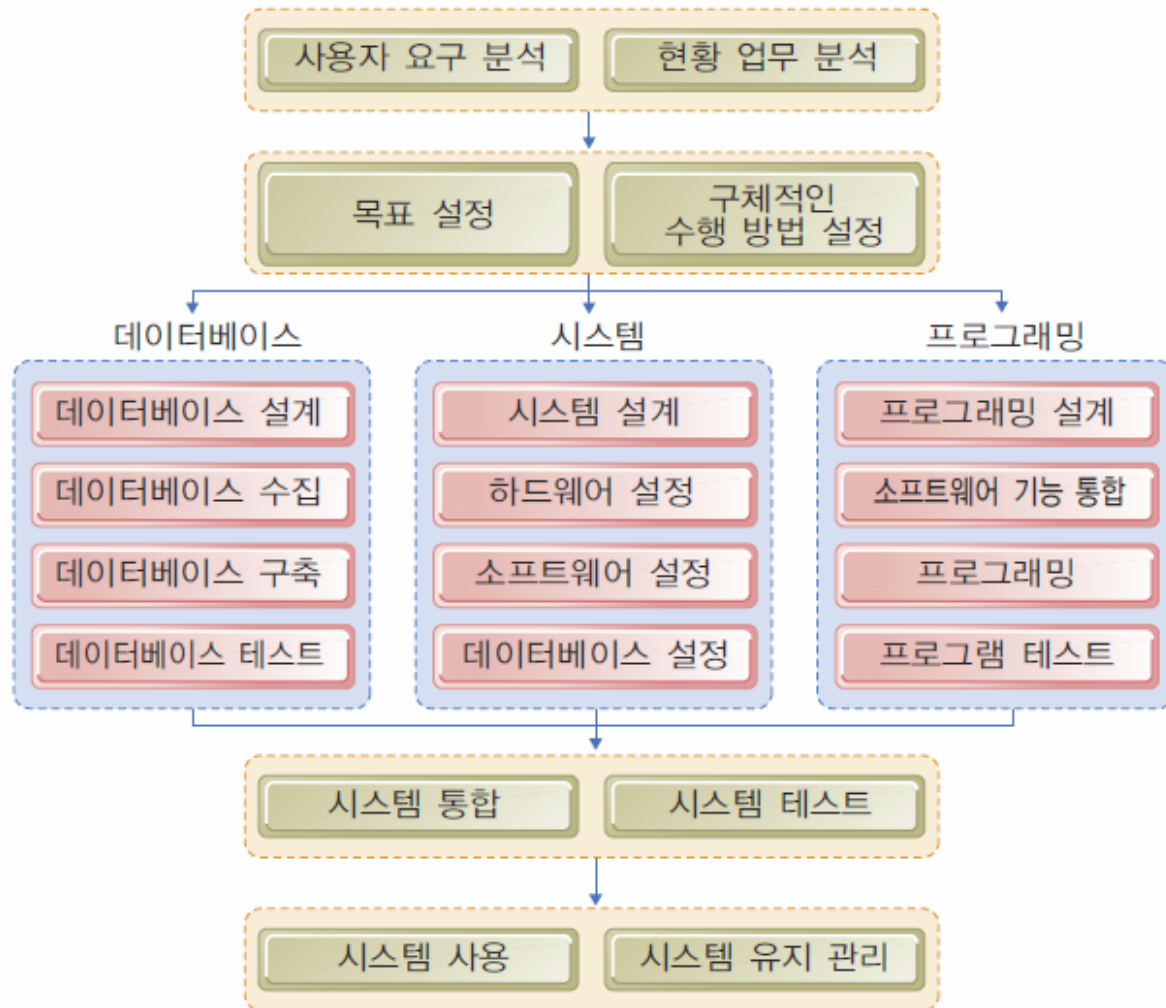 사용자 요구 분석
현황 업무 분석
목표 설정
구체적인
수행 방법 설정
데이터베이스
데이터베이스 설계
데이터베이스 수집
데이터베이스 구축
데이터베이스 테스트
시스템
시스템 설계
하드웨어 설정
소프트웨어 설정
데이터베이스 설정
프로그래밍
프로그래밍 설계
소프트웨어 기능 통합
프로그래밍
프로그램 테스트
시스템 통합
시스템 테스트
시스템 사용
시스템 유지 관리